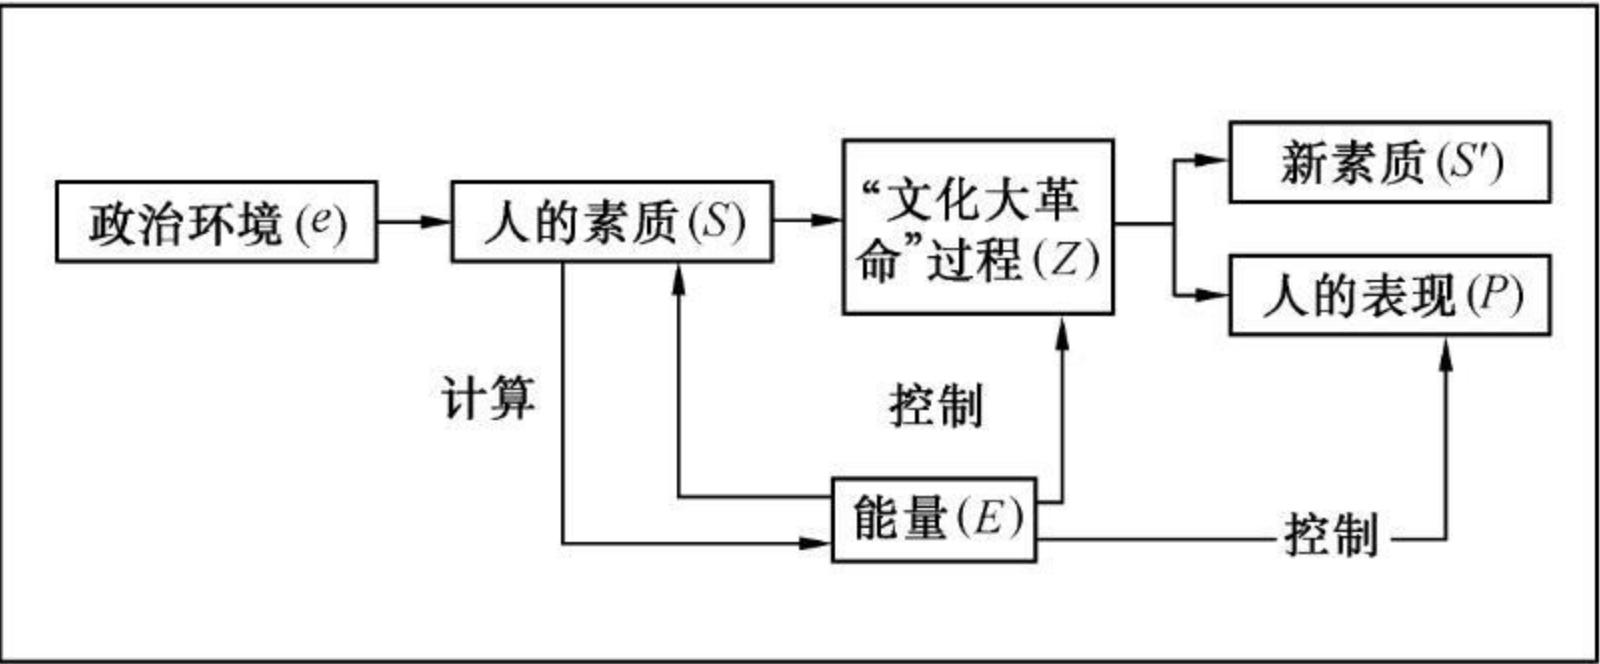 政治环境(e)
人的素质(S)
“文化大革
命”过程(Z)
新素质(S′)
人的表现(P)
计算
控制
能量(E)
控制